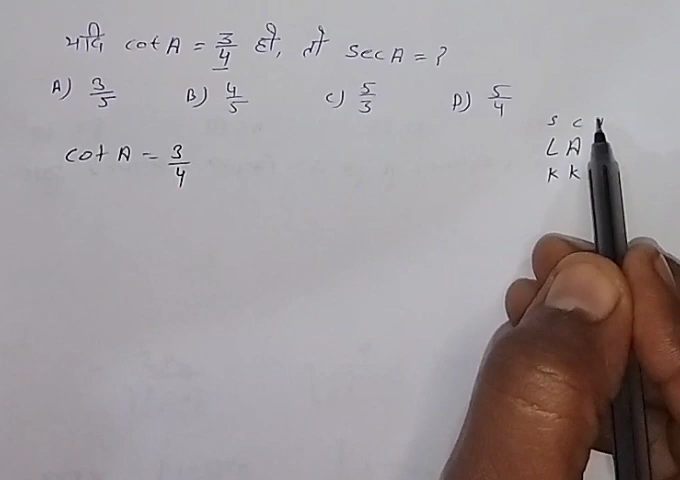 यदि cot A = 3/4 हो, तो sec A = ?
A) 3/5 B) 4/5 C) 5/3 D) 5/4
cot A = 3/4
S C
L A
K K